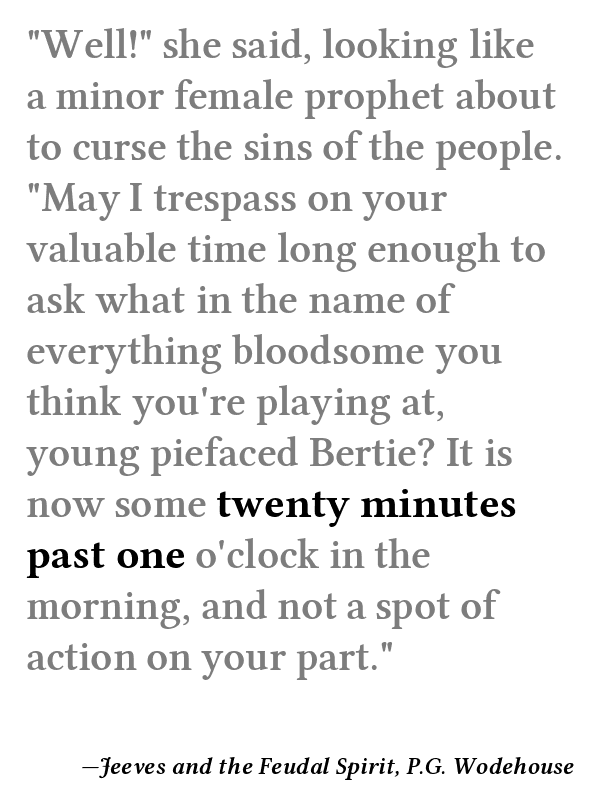 "Well!" she said, looking like
a minor female prophet about
to curse the sins of the people.
"May I trespass on your
valuable time long enough to
ask what in the name of
everything bloodsome you
think you're playing at,
young piefaced Bertie? It is
now some twenty minutes
past one o'clock in the
morning, and not a spot of
action on your part."
—Jeeves and the Feudal Spirit, P.G. Wodehouse